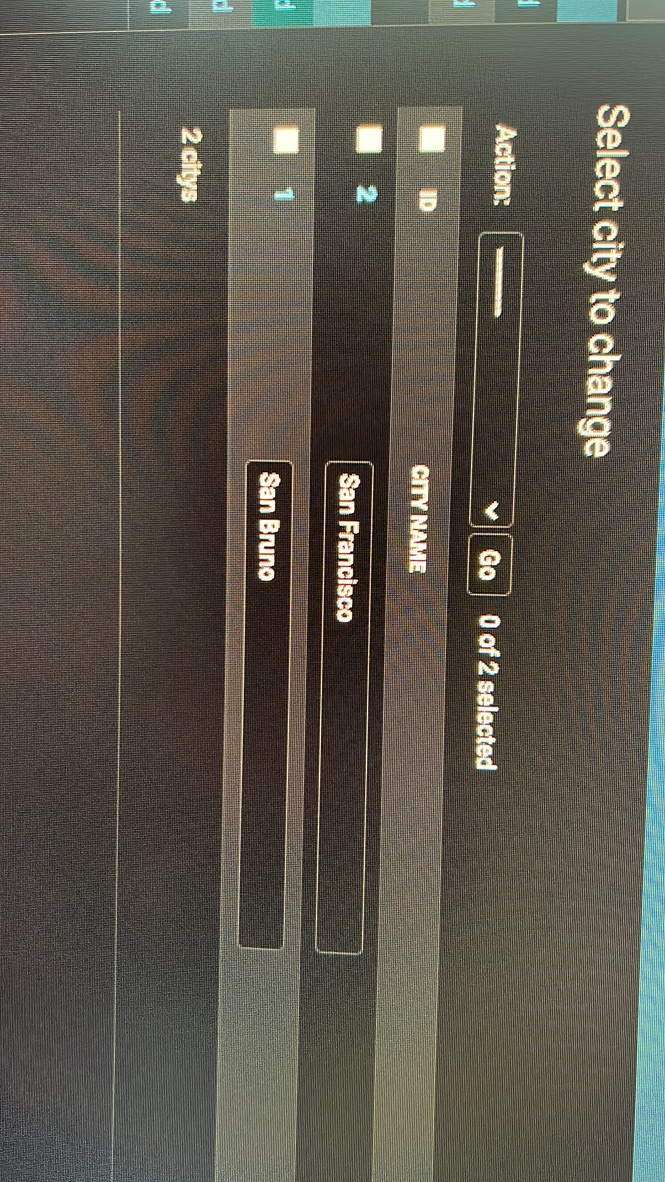 Select city to change
Action: --------- Go 0 of 2 selected
ID CITY NAME
2 San Francisco
1 San Bruno
2 citys